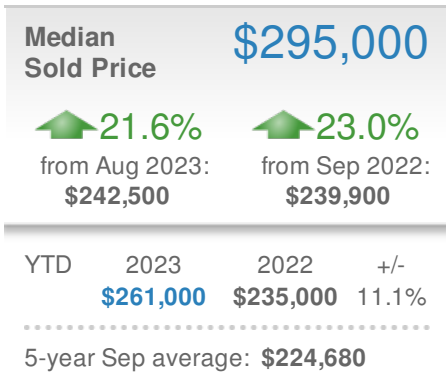 Median
Sold Price
$295,000
21.6% 23.0%
from Aug 2023: from Sep 2022:
$242,500 $239,900
YTD 2023 2022 +/-
$261,000 $235,000 11.1%
5-year Sep average: $224,680